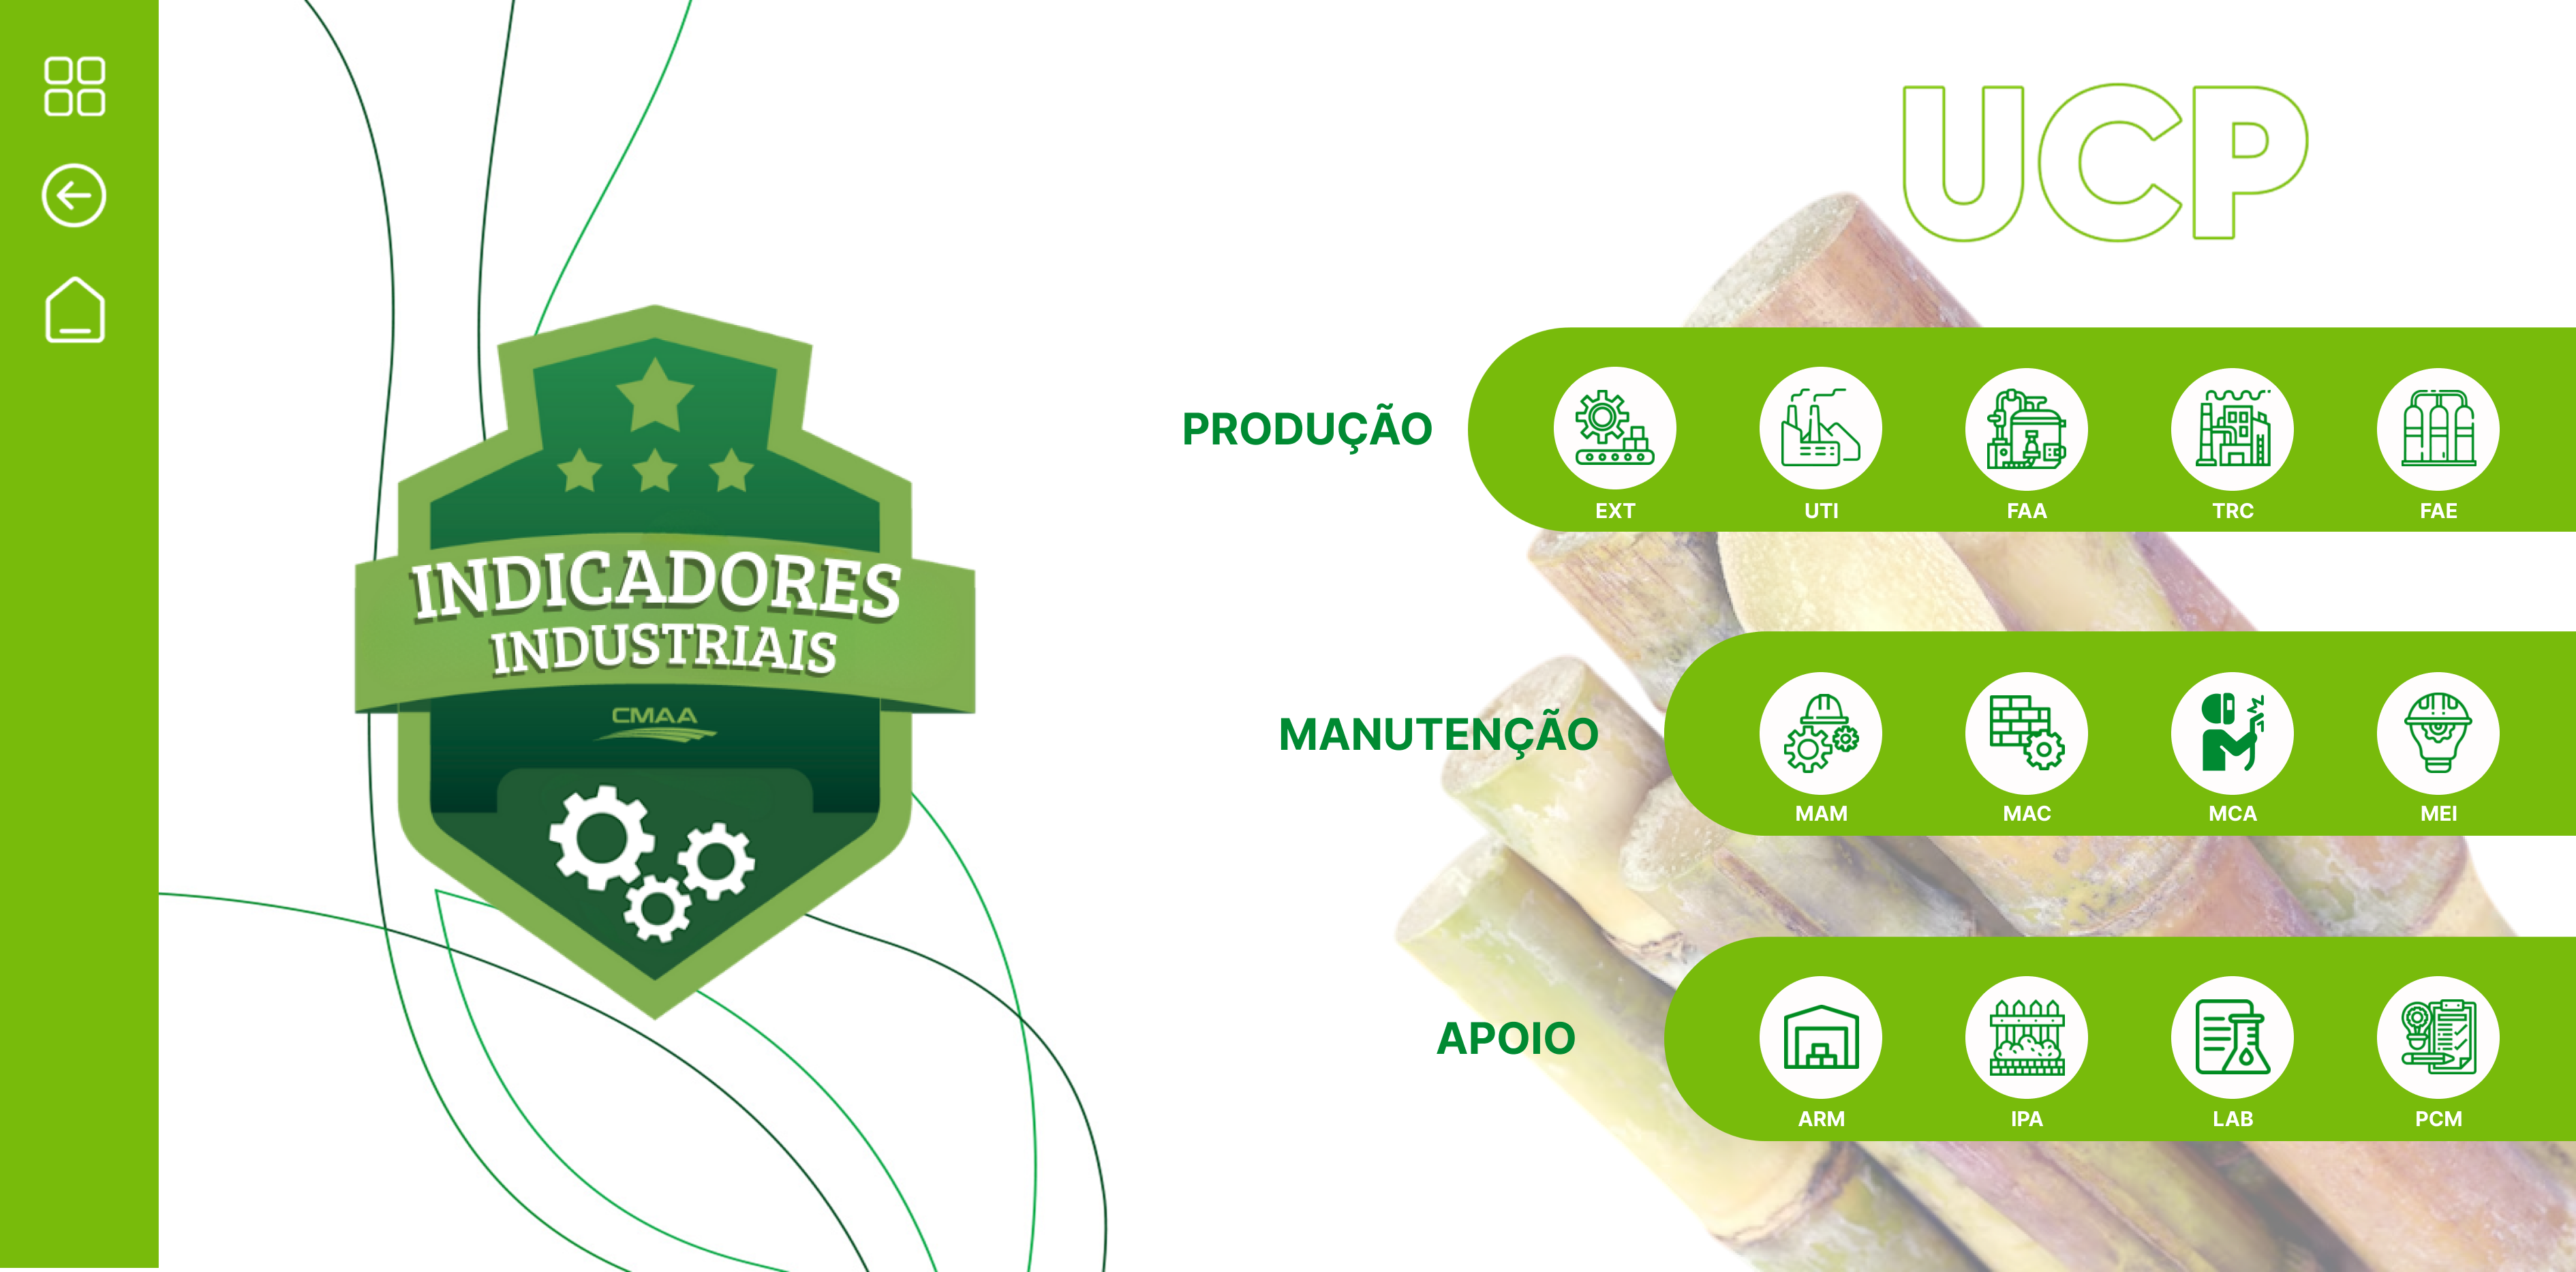 UCP
INDICADORES
INDUSTRIAIS
CMAA
PRODUÇÃO
EXT
UTI
FAA
TRC
FAE
MANUTENÇÃO
MAM
MAC
MCA
MEI
APOIO
ARM
IPA
LAB
PCM